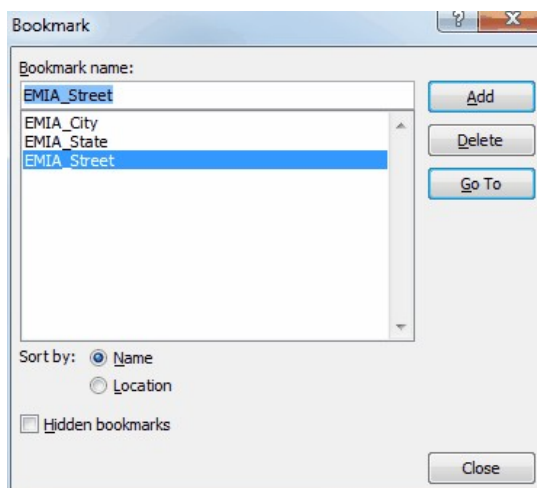 Bookmark
?
X
Bookmark name:
EMIA_Street
Add
EMIA_City
EMIA_State
EMIA_Street
Delete
Go To
Sort by:
Name
Location
Hidden bookmarks
Close